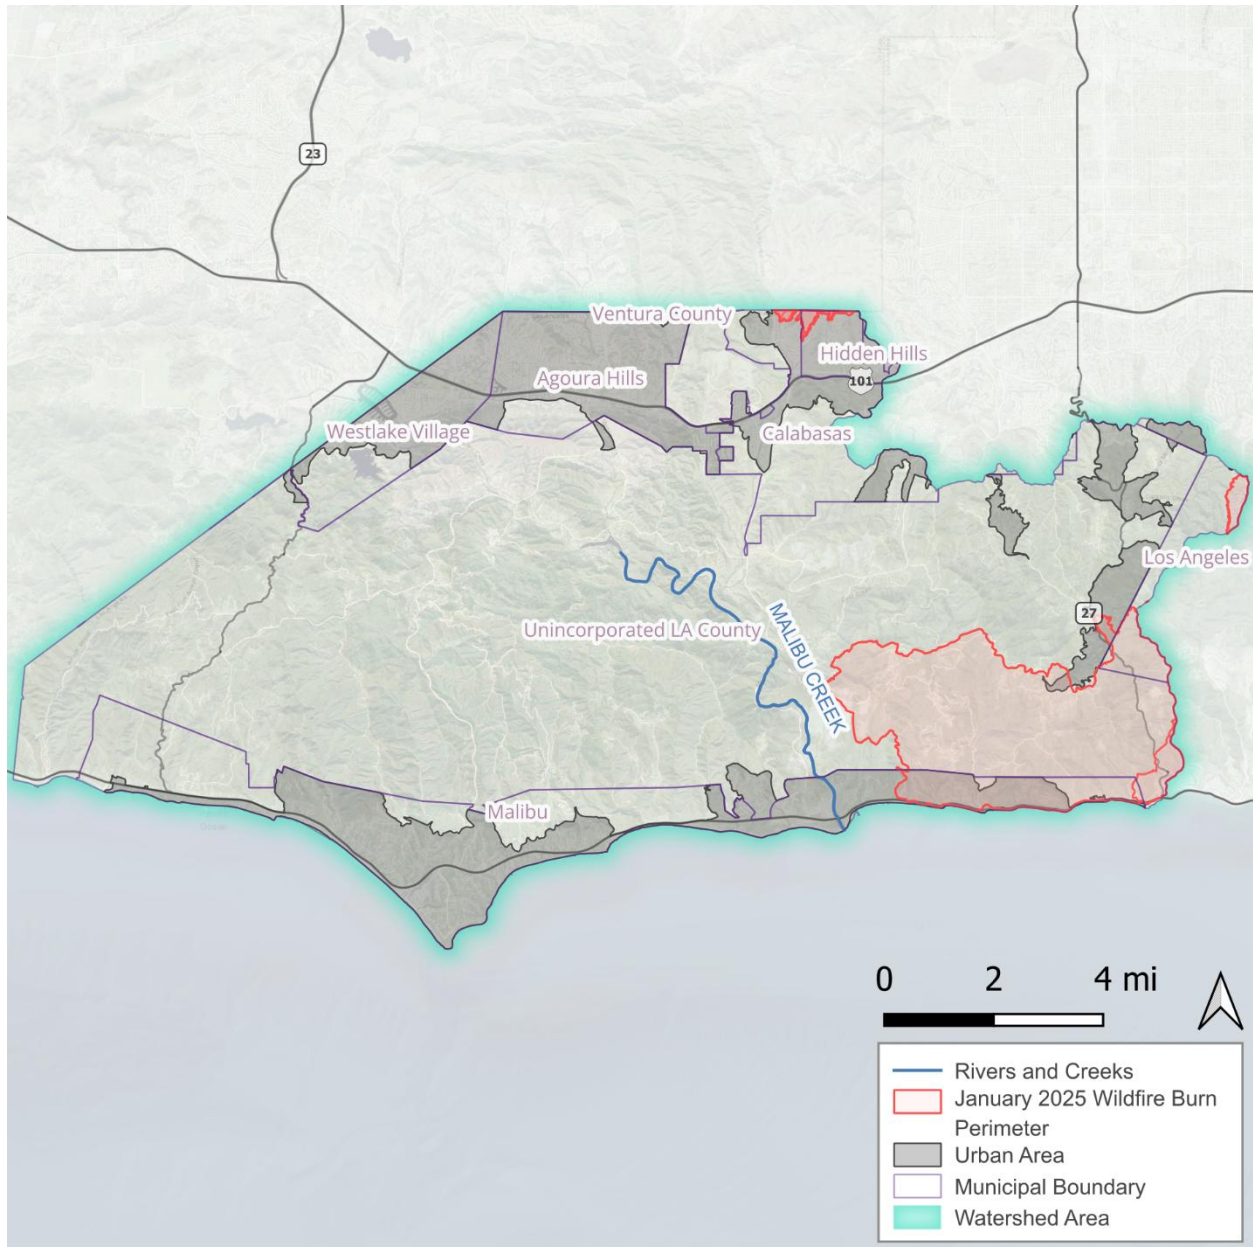 23
Ventura County
Hidden Hills
Agoura Hills
101
Westlake Village
Calabasas
Los Angeles
27
Unincorporated LA County
MALIBU CREEK
Malibu
0 2 4 mi
Rivers and Creeks
January 2025 Wildfire Burn
Perimeter
Urban Area
Municipal Boundary
Watershed Area